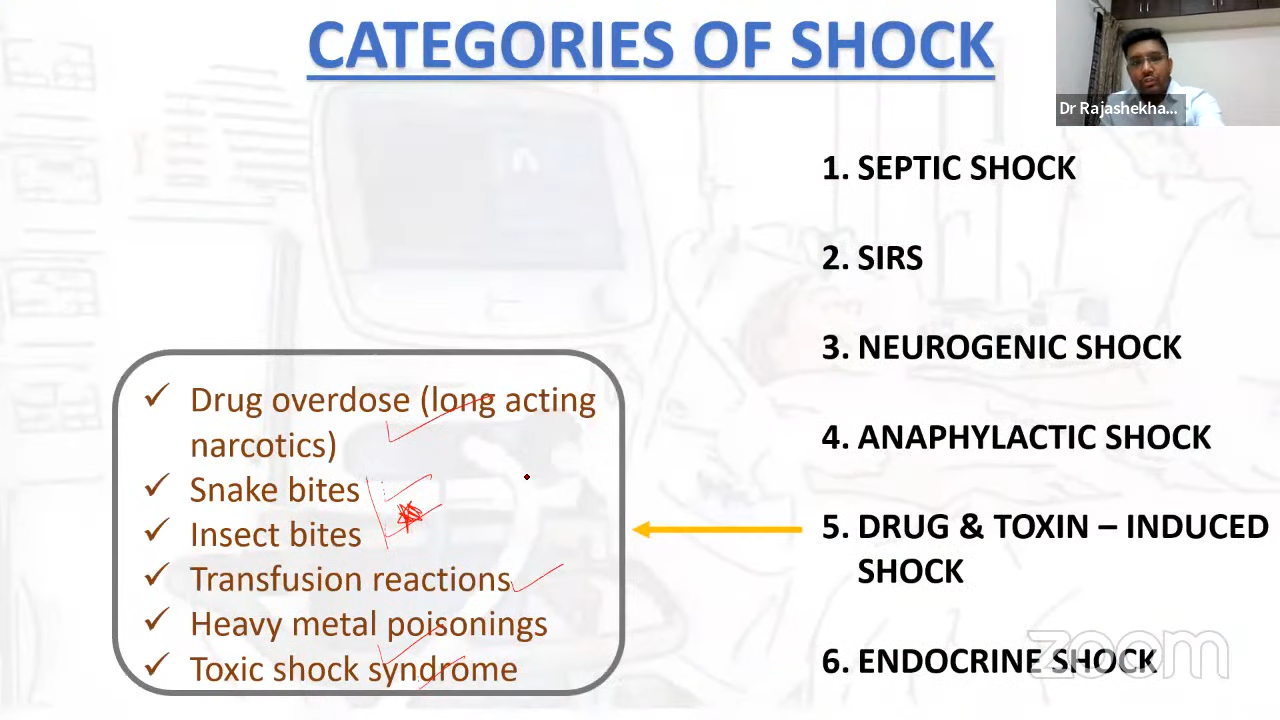 CATEGORIES OF SHOCK
Dr Rajashekha...
1. SEPTIC SHOCK
2. SIRS
3. NEUROGENIC SHOCK
4. ANAPHYLACTIC SHOCK
5. DRUG & TOXIN – INDUCED
SHOCK
6. ENDOCRINE SHOCK
✓ Drug overdose (long acting
narcotics)
✓ Snake bites
✓ Insect bites
✓ Transfusion reactions
✓ Heavy metal poisonings
✓ Toxic shock syndrome
zoom